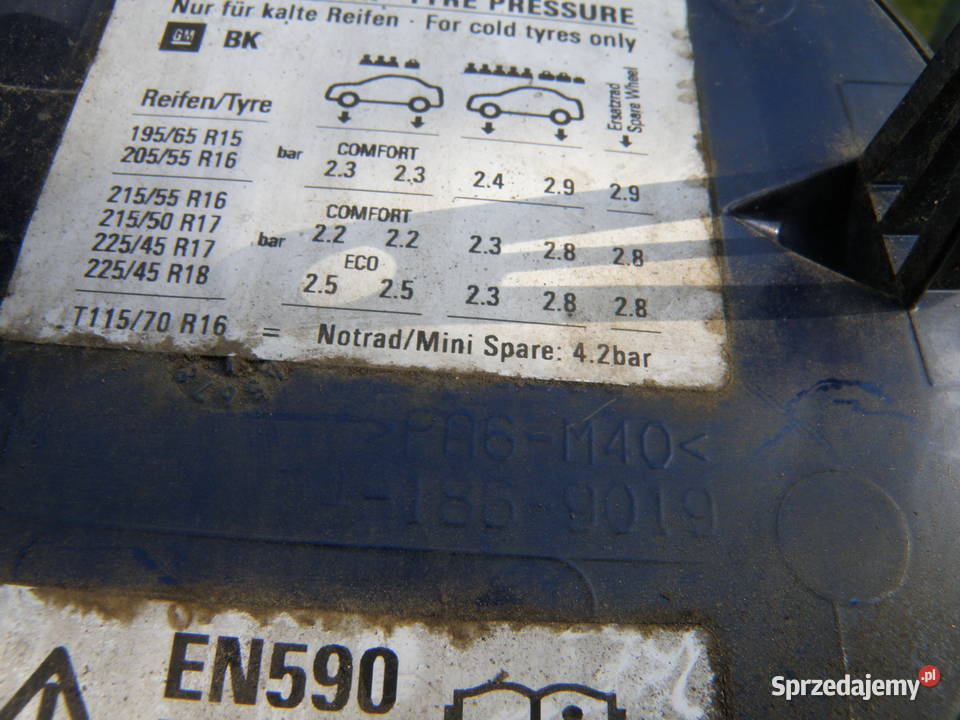 TYRE PRESSURE
Nur für kalte Reifen · For cold tyres only
GM BK
Reifen/Tyre
Ersatzrad
Spare Wheel
195/65 R15
205/55 R16
bar
COMFORT
2.3 2.3 2.4 2.9 2.9
215/55 R16
215/50 R17
225/45 R17
225/45 R18
bar
COMFORT
2.2 2.2 2.3 2.8 2.8
ECO
2.5 2.5 2.3 2.8 2.8
T115/70 R16 = Notrad/Mini Spare: 4.2bar
>PA6-M40<
9019
EN590
Sprzedajemy.pl